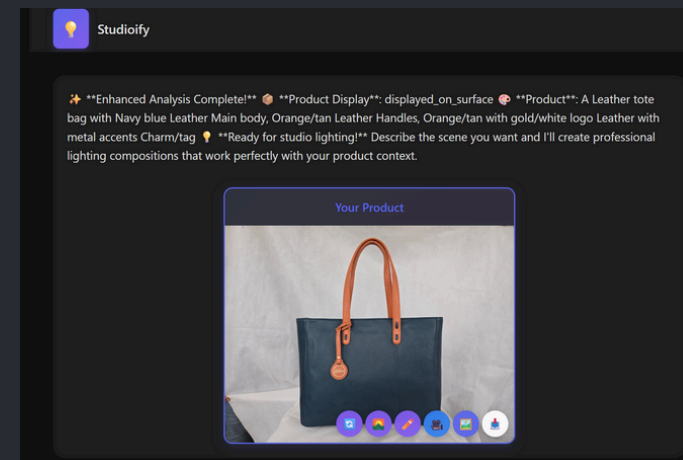 Studioify
✨ **Enhanced Analysis Complete!** 📦 **Product Display**: displayed_on_surface 🎨 **Product**: A Leather tote
bag with Navy blue Leather Main body, Orange/tan Leather Handles, Orange/tan with gold/white logo Leather with
metal accents Charm/tag 💡 **Ready for studio lighting!** Describe the scene you want and I'll create professional
lighting compositions that work perfectly with your product context.
Your Product